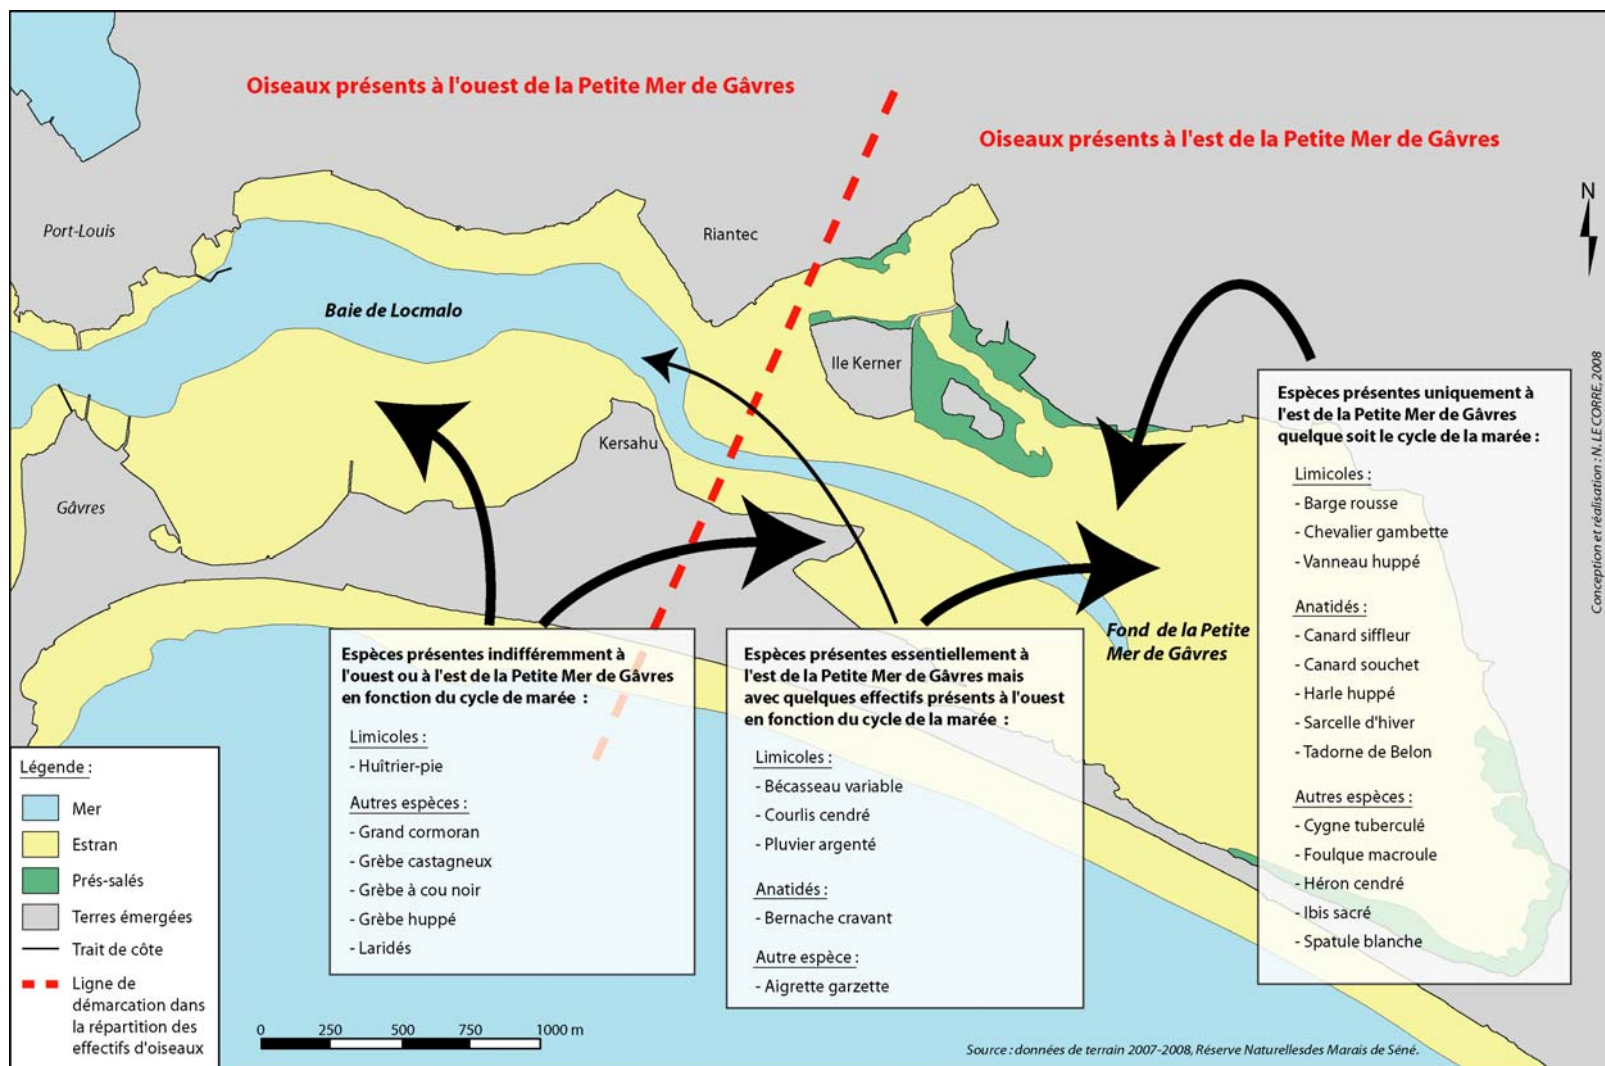 Oiseaux présents à l'ouest de la Petite Mer de Gâvres
Oiseaux présents à l'est de la Petite Mer de Gâvres
N
Port-Louis
Riantec
Baie de Locmalo
Ile Kerner
Kersahu
Gâvres
Fond de la Petite
Mer de Gâvres
Espèces présentes indifféremment à
l'ouest ou à l'est de la Petite Mer de Gâvres
en fonction du cycle de marée :
Limicoles :
- Huîtrier-pie
Autres espèces :
- Grand cormoran
- Grèbe castagneux
- Grèbe à cou noir
- Grèbe huppé
- Laridés
Espèces présentes essentiellement à
l'est de la Petite Mer de Gâvres mais
avec quelques effectifs présents à l'ouest
en fonction du cycle de la marée :
Limicoles :
- Bécasseau variable
- Courlis cendré
- Pluvier argenté
Anatidés :
- Bernache cravant
Autre espèce :
- Aigrette garzette
Espèces présentes uniquement à
l'est de la Petite Mer de Gâvres
quelque soit le cycle de la marée :
Limicoles :
- Barge rousse
- Chevalier gambette
- Vanneau huppé
Anatidés :
- Canard siffleur
- Canard souchet
- Harle huppé
- Sarcelle d'hiver
- Tadorne de Belon
Autres espèces :
- Cygne tuberculé
- Foulque macroule
- Héron cendré
- Ibis sacré
- Spatule blanche
Légende :
Mer
Estran
Prés-salés
Terres émergées
Trait de côte
Ligne de
démarcation dans
la répartition des
effectifs d'oiseaux
0 250 500 750 1000 m
Source : données de terrain 2007-2008, Réserve Naturellesdes Marais de Séné.
Conception et réalisation : N. LE CORRE, 2008